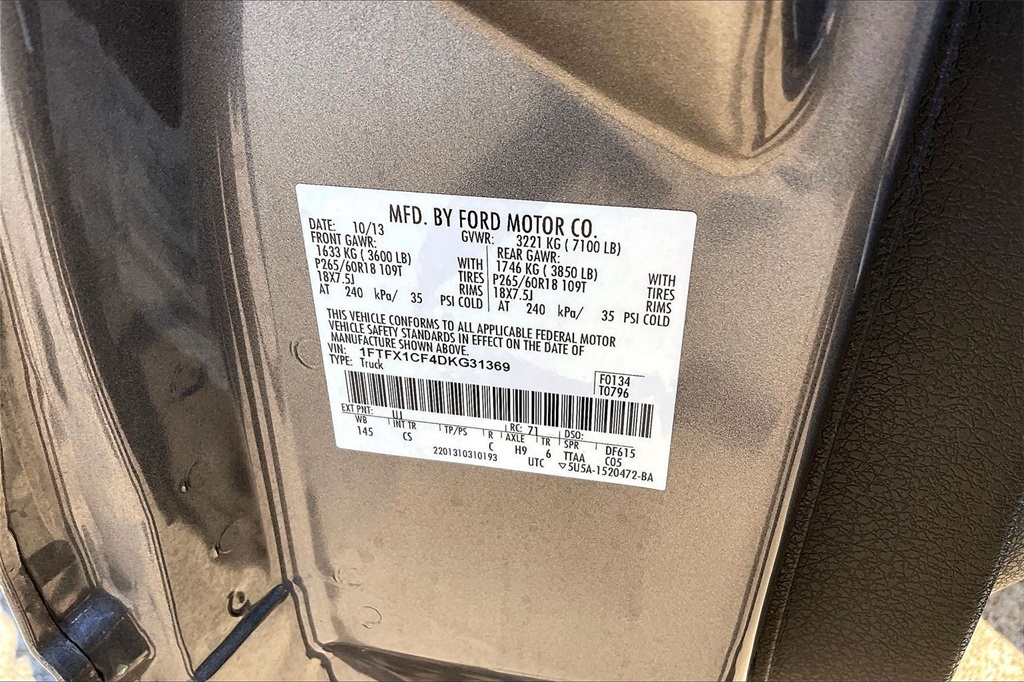 MFD. BY FORD MOTOR CO.
DATE: 10/13 GVWR: 3221 KG ( 7100 LB)
FRONT GAWR: REAR GAWR:
1633 KG ( 3600 LB) WITH 1746 KG ( 3850 LB) WITH
P265/60R18 109T TIRES P265/60R18 109T TIRES
18X7.5J RIMS 18X7.5J RIMS
AT 240 kPa/ 35 PSI COLD AT 240 kPa/ 35 PSI COLD
THIS VEHICLE CONFORMS TO ALL APPLICABLE FEDERAL MOTOR
VEHICLE SAFETY STANDARDS IN EFFECT ON THE DATE OF
MANUFACTURE SHOWN ABOVE.
VIN: 1FTFX1CF4DKG31369
TYPE: Truck
F0134
T0796
EXT PNT: UJ RC: 71 DSO:
WB INT TR TP/PS R AXLE TR SPR DF615
145 CS C H9 6 TTAA C05
2201310310193 UTC ▽5U5A-1520472-BA